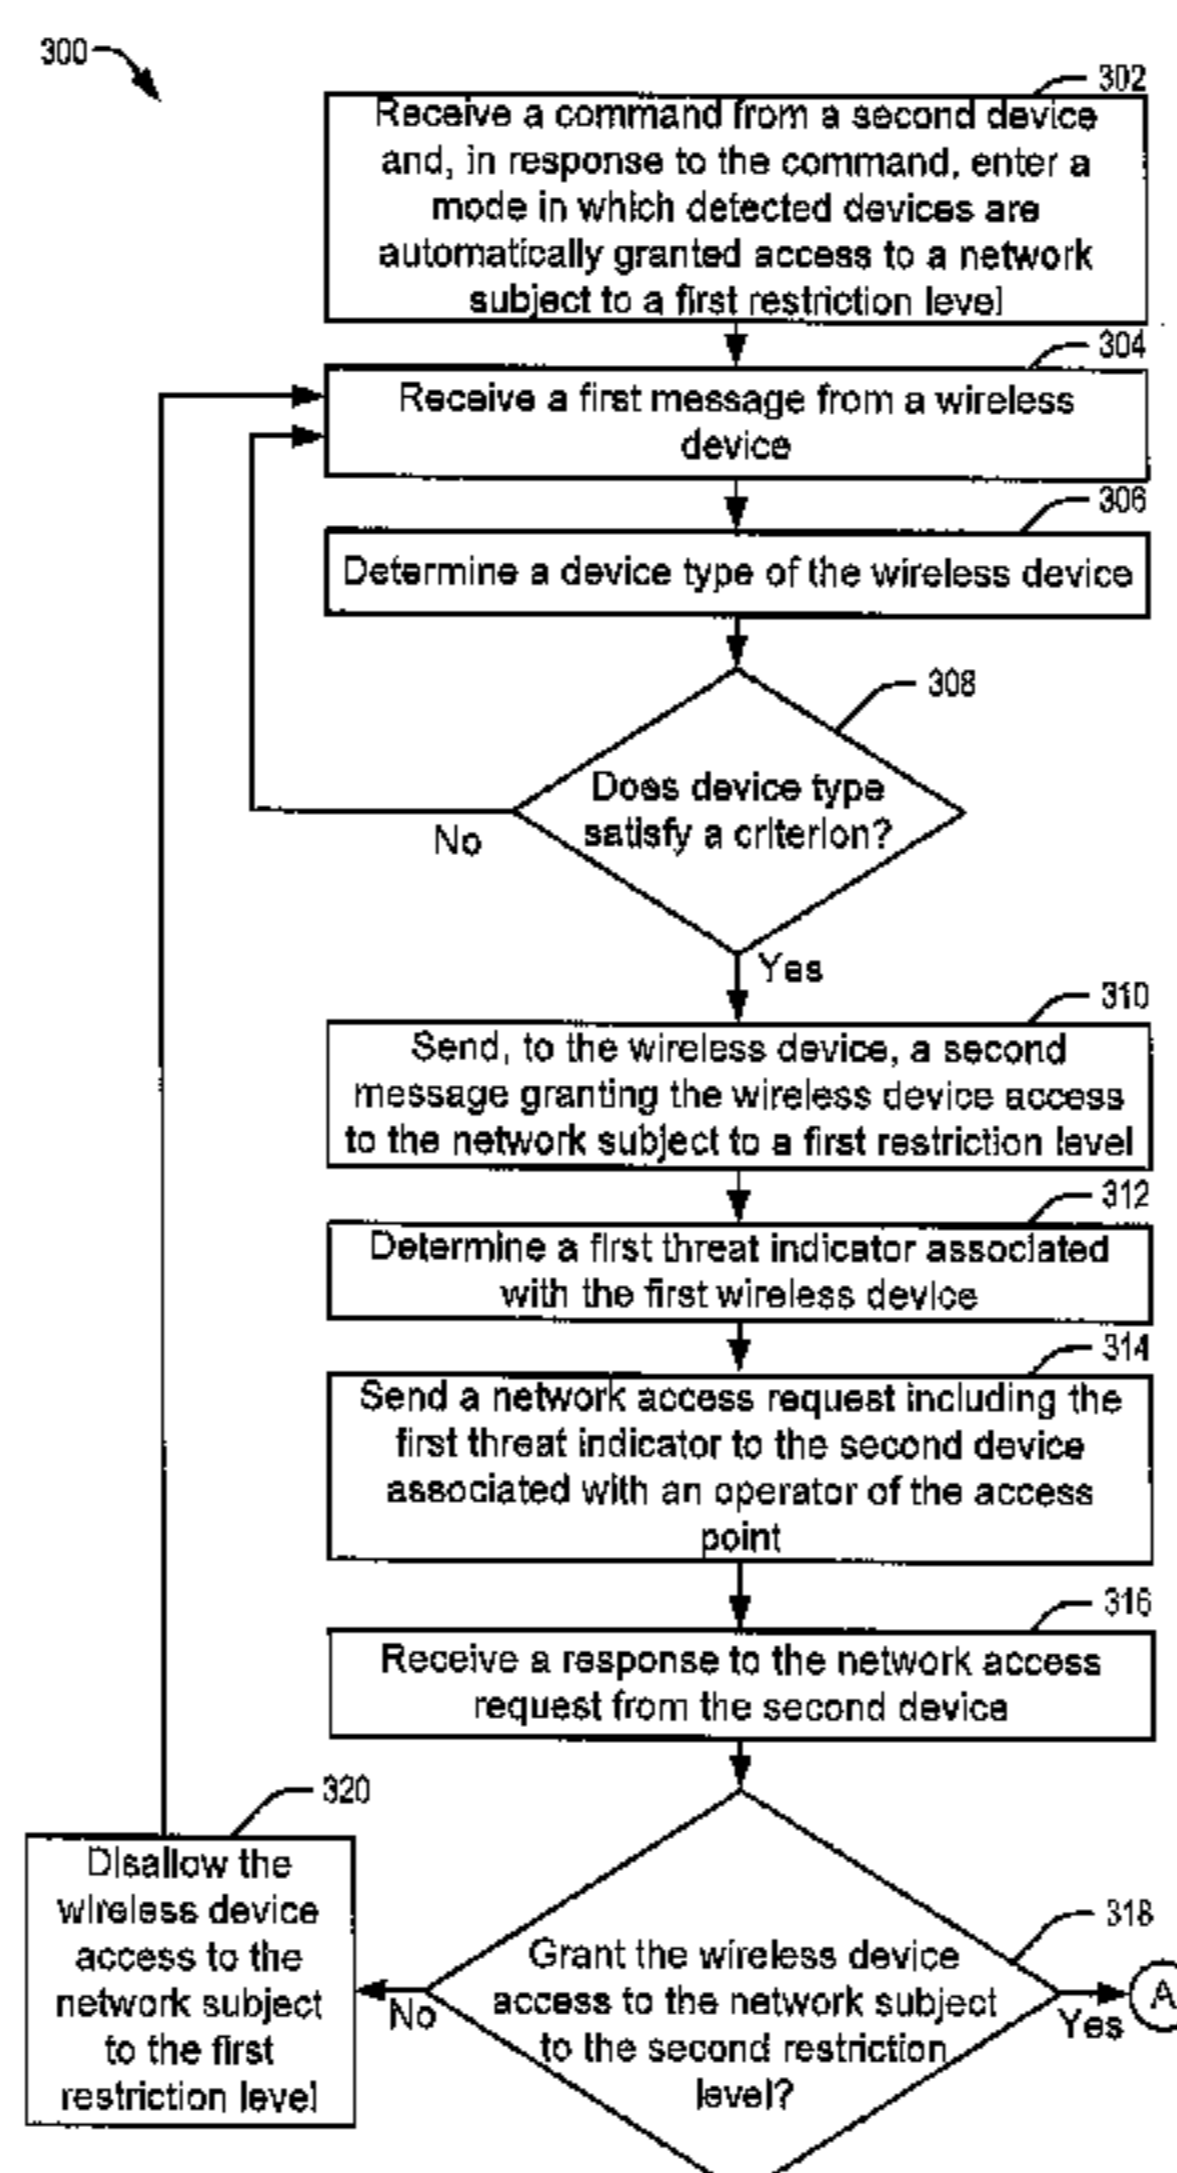 300
302
Receive a command from a second device
and, in response to the command, enter a
mode in which detected devices are
automatically granted access to a network
subject to a first restriction level
304
Receive a first message from a wireless
device
306
Determine a device type of the wireless device
308
Does device type
satisfy a criterion?
No
Yes
310
Send, to the wireless device, a second
message granting the wireless device access
to the network subject to a first restriction level
312
Determine a first threat indicator associated
with the first wireless device
314
Send a network access request including the
first threat indicator to the second device
associated with an operator of the access
point
316
Receive a response to the network access
request from the second device
320
Disallow the
wireless device
access to the
network subject
to the first
restriction level
318
Grant the wireless device
access to the network subject
to the second restriction
level?
No
Yes
A